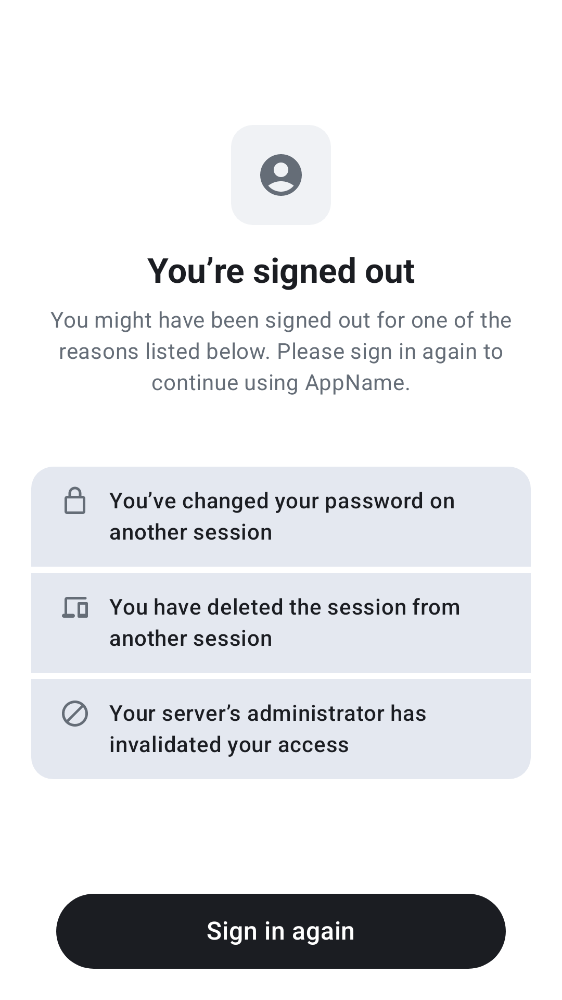 You’re signed out
You might have been signed out for one of the
reasons listed below. Please sign in again to
continue using AppName.
You’ve changed your password on
another session
You have deleted the session from
another session
Your server’s administrator has
invalidated your access
Sign in again